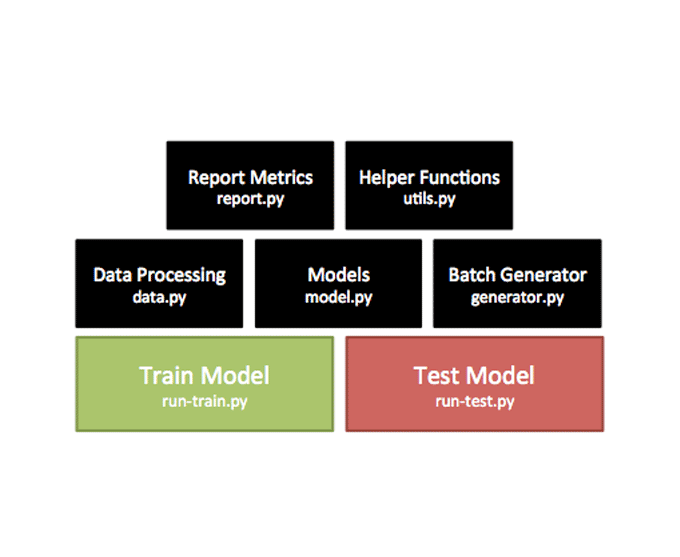 Report Metrics
report.py
Helper Functions
utils.py
Data Processing
data.py
Models
model.py
Batch Generator
generator.py
Train Model
run-train.py
Test Model
run-test.py